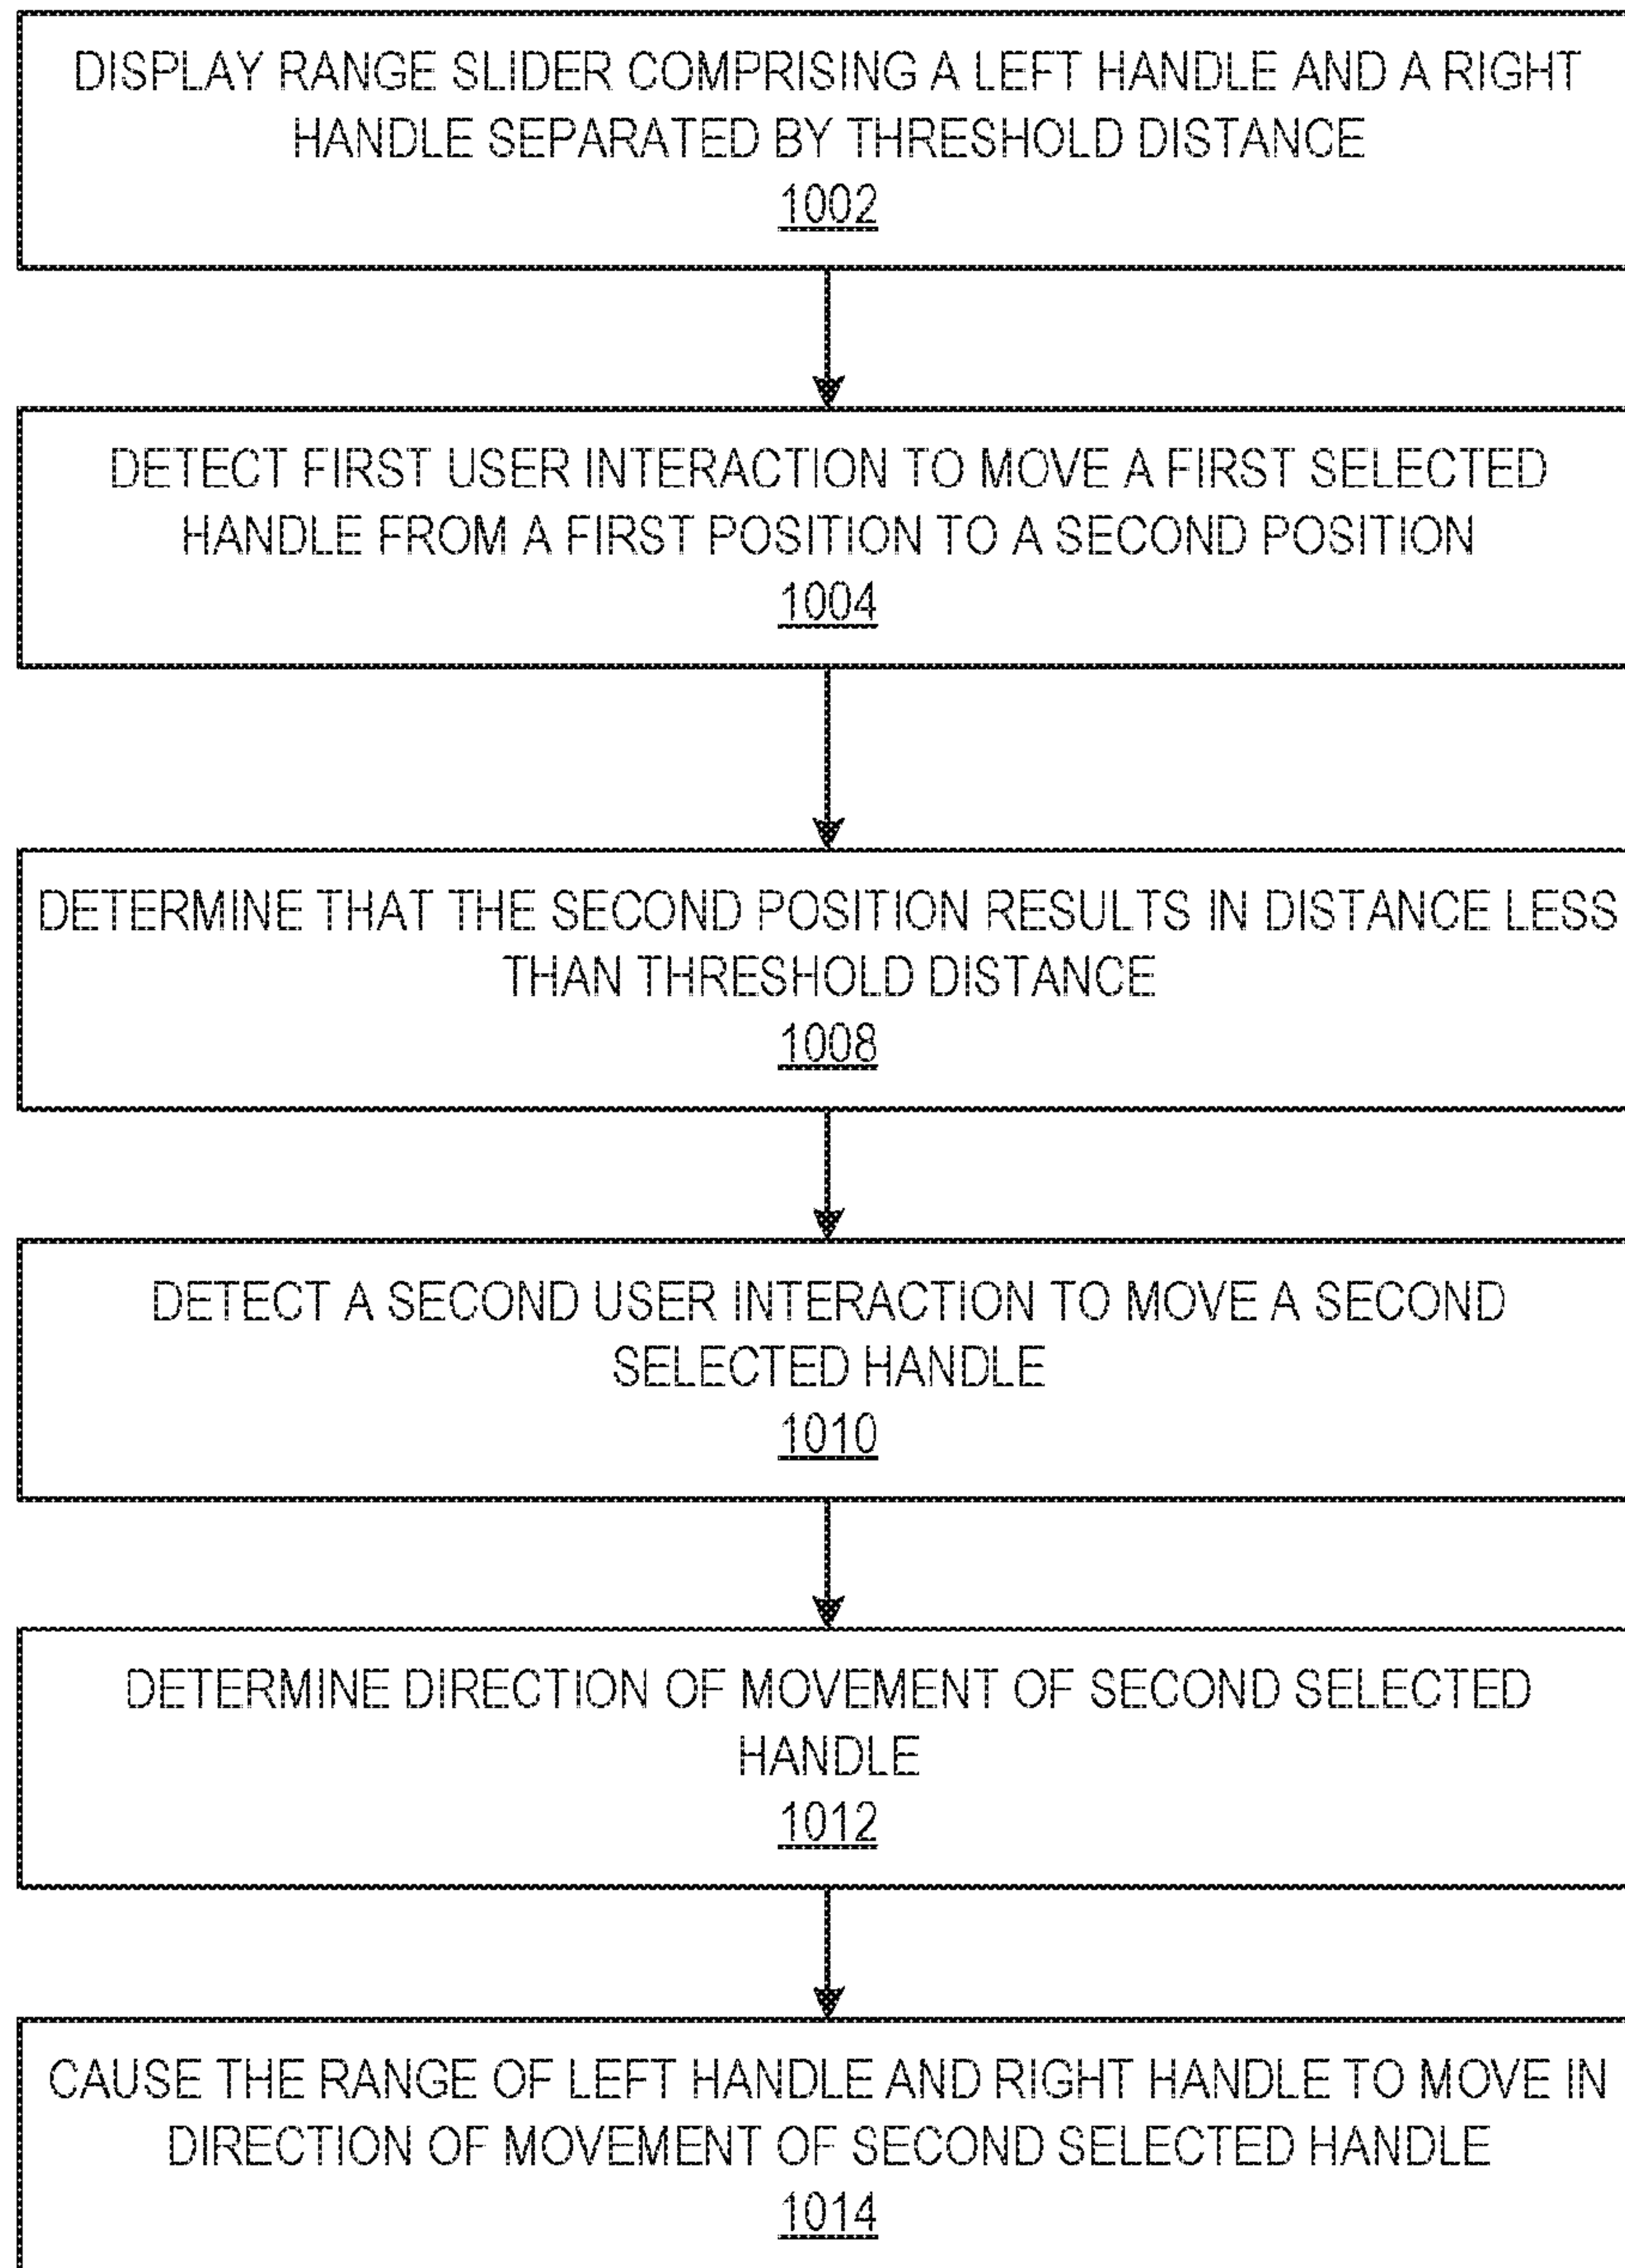 DISPLAY RANGE SLIDER COMPRISING A LEFT HANDLE AND A RIGHT
HANDLE SEPARATED BY THRESHOLD DISTANCE
1002
DETECT FIRST USER INTERACTION TO MOVE A FIRST SELECTED
HANDLE FROM A FIRST POSITION TO A SECOND POSITION
1004
DETERMINE THAT THE SECOND POSITION RESULTS IN DISTANCE LESS
THAN THRESHOLD DISTANCE
1008
DETECT A SECOND USER INTERACTION TO MOVE A SECOND
SELECTED HANDLE
1010
DETERMINE DIRECTION OF MOVEMENT OF SECOND SELECTED
HANDLE
1012
CAUSE THE RANGE OF LEFT HANDLE AND RIGHT HANDLE TO MOVE IN
DIRECTION OF MOVEMENT OF SECOND SELECTED HANDLE
1014